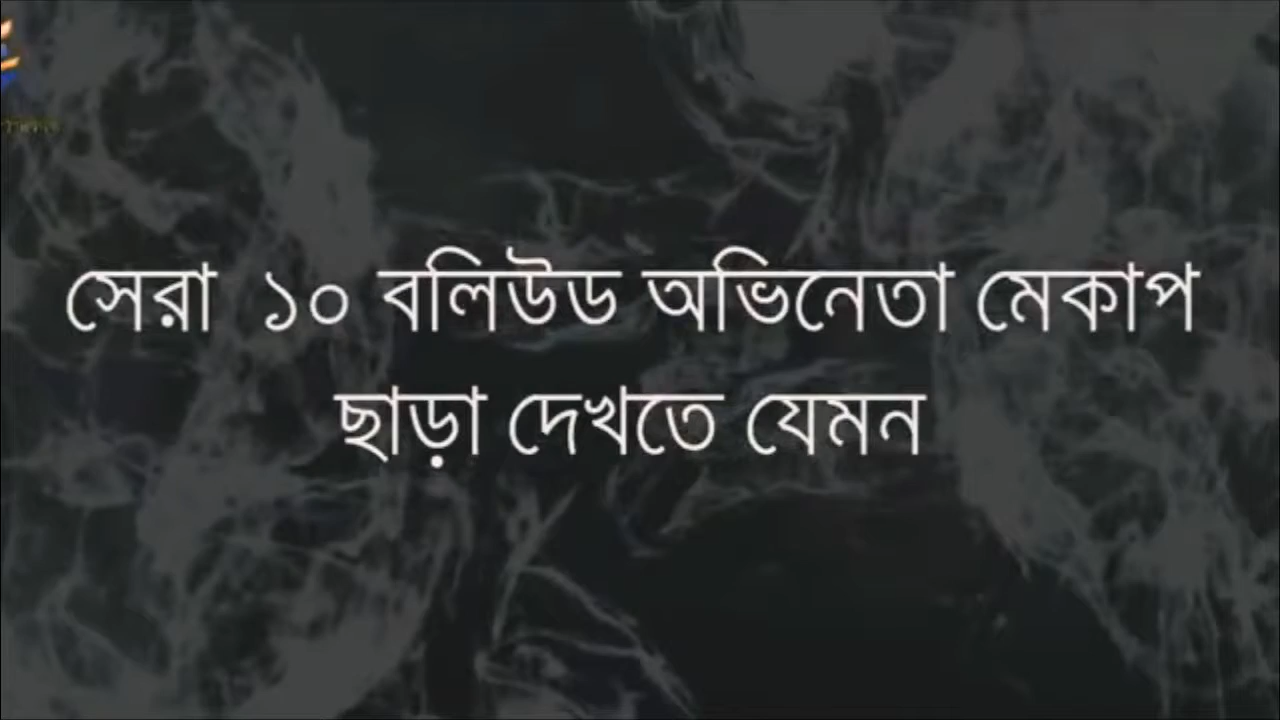 সেরা ১০ বলিউড অভিনেতা মেকাপ
ছাড়া দেখতে যেমন